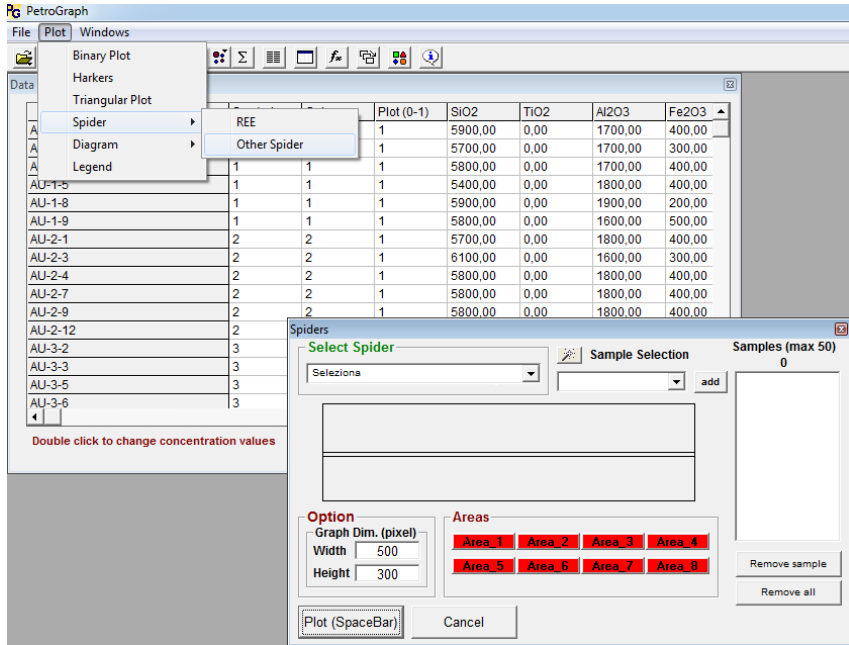 PG PetroGraph
File Plot Windows
Binary Plot
Harkers
Triangular Plot
Spider
Diagram
Legend
REE
Other Spider
Data
Plot (0-1) SiO2 TiO2 Al2O3 Fe2O3
A 1 5900,00 0,00 1700,00 400,00
A 1 5700,00 0,00 1700,00 300,00
A 1 1 1 5800,00 0,00 1700,00 400,00
AU-1-5 1 1 1 5400,00 0,00 1800,00 400,00
AU-1-8 1 1 1 5900,00 0,00 1900,00 200,00
AU-1-9 1 1 1 5800,00 0,00 1600,00 500,00
AU-2-1 2 2 1 5700,00 0,00 1800,00 400,00
AU-2-3 2 2 1 6100,00 0,00 1600,00 300,00
AU-2-4 2 2 1 5800,00 0,00 1800,00 400,00
AU-2-7 2 2 1 5800,00 0,00 1800,00 400,00
AU-2-9 2 2 1 5800,00 0,00 1800,00 400,00
AU-2-12 2
AU-3-2 3
AU-3-3 3
AU-3-5 3
AU-3-6 3
Double click to change concentration values
Spiders
Select Spider
Seleziona
Sample Selection
add
Samples (max 50)
0
Option
Graph Dim. (pixel)
Width 500
Height 300
Areas
Area_1 Area_2 Area_3 Area_4
Area_5 Area_6 Area_7 Area_8
Remove sample
Remove all
Plot (SpaceBar) Cancel